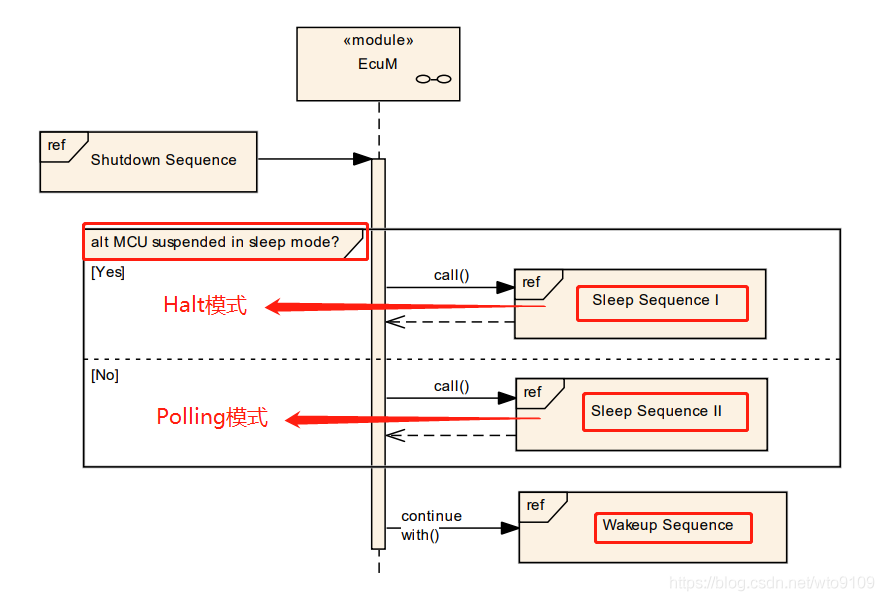 «module»
EcuM
ref
Shutdown Sequence
alt MCU suspended in sleep mode?
[Yes]
call()
ref
Sleep Sequence I
Halt模式
[No]
call()
ref
Sleep Sequence II
Polling模式
continue
with()
ref
Wakeup Sequence
https://blog.csdn.net/wto9109